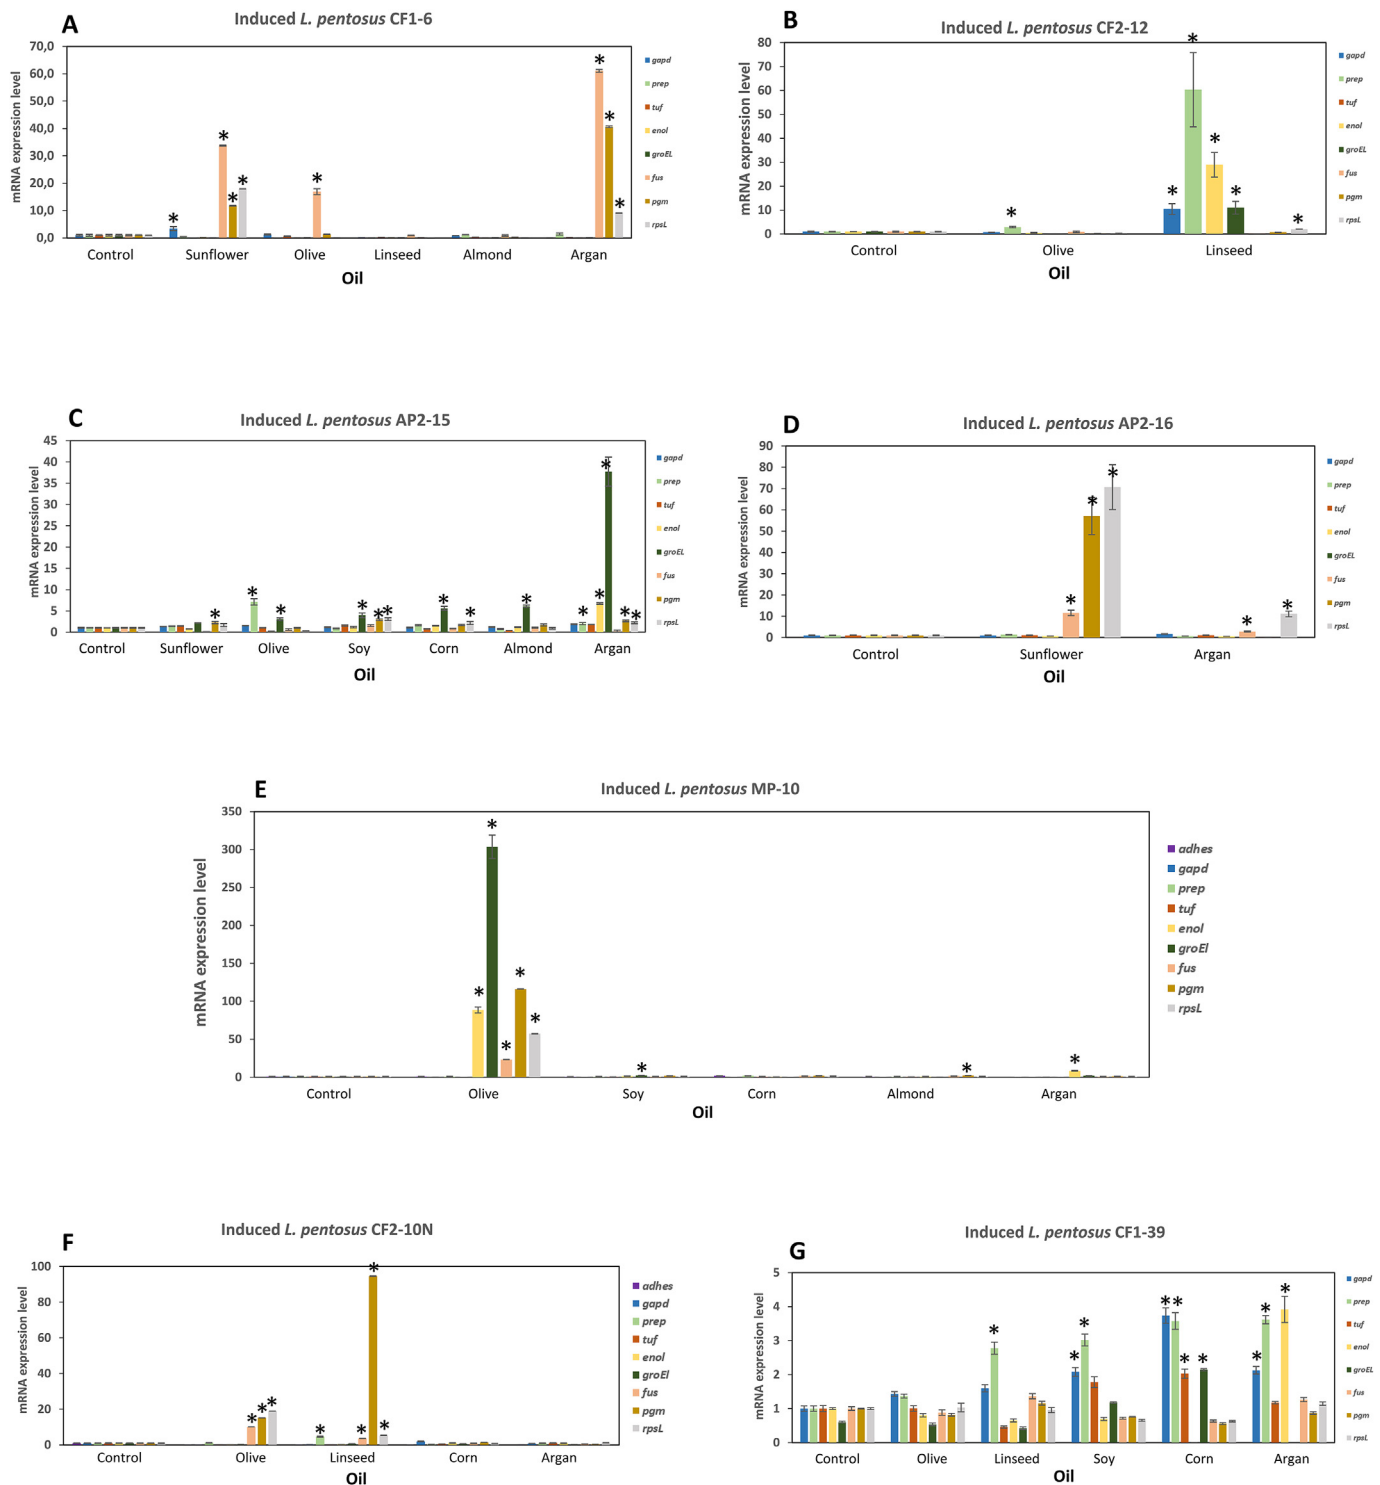 A
Induced L. pentosus CF1-6
mRNA expression level
70,0
60,0
50,0
40,0
30,0
20,0
10,0
0,0
* * * * * * * *
Control Sunflower Olive Linseed Almond Argan
Oil
gapd
prep
tuf
enol
groEL
fus
pgm
rpsL
B
Induced L. pentosus CF2-12
mRNA expression level
80
70
60
50
40
30
20
10
0
* * * * * *
Control Olive Linseed
Oil
gapd
prep
tuf
enol
groEL
fus
pgm
rpsL
C
Induced L. pentosus AP2-15
mRNA expression level
45
40
35
30
25
20
15
10
5
0
* * * * * * * * * * * * * *
Control Sunflower Olive Soy Corn Almond Argan
Oil
gapd
prep
tuf
enol
groEL
fus
pgm
rpsL
D
Induced L. pentosus AP2-16
mRNA expression level
90
80
70
60
50
40
30
20
10
0
* * * * *
Control Sunflower Argan
Oil
gapd
prep
tuf
enol
groEL
fus
pgm
rpsL
E
Induced L. pentosus MP-10
mRNA expression level
350
300
250
200
150
100
50
0
* * * * * * * *
Control Olive Soy Corn Almond Argan
Oil
adhes
gapd
prep
tuf
enol
groEl
fus
pgm
rpsL
F
Induced L. pentosus CF2-10N
mRNA expression level
100
80
60
40
20
0
* * * * * * *
Control Olive Linseed Corn Argan
Oil
adhes
gapd
prep
tuf
enol
groEl
fus
pgm
rpsL
G
Induced L. pentosus CF1-39
mRNA expression level
5
4
3
2
1
0
* * * * * * * * * *
Control Olive Linseed Soy Corn Argan
Oil
gapd
prep
tuf
enol
groEL
fus
pgm
rpsL